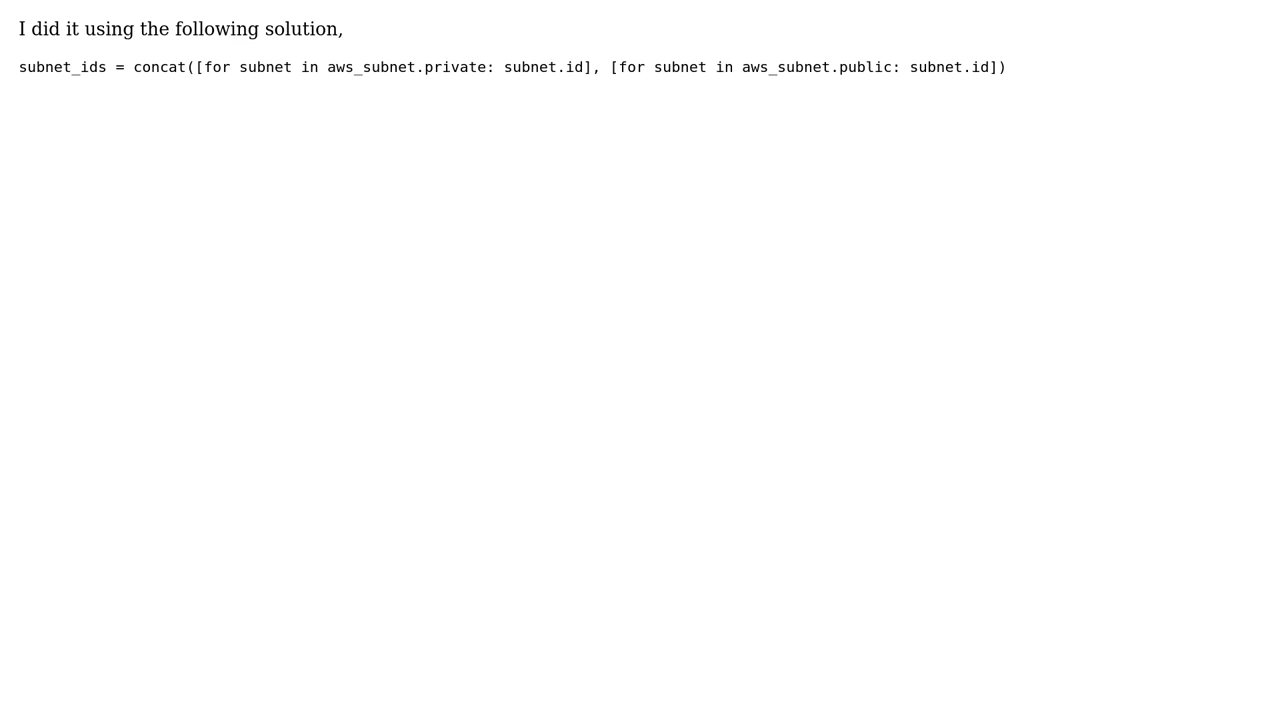 I did it using the following solution,
subnet_ids = concat([for subnet in aws_subnet.private: subnet.id], [for subnet in aws_subnet.public: subnet.id])